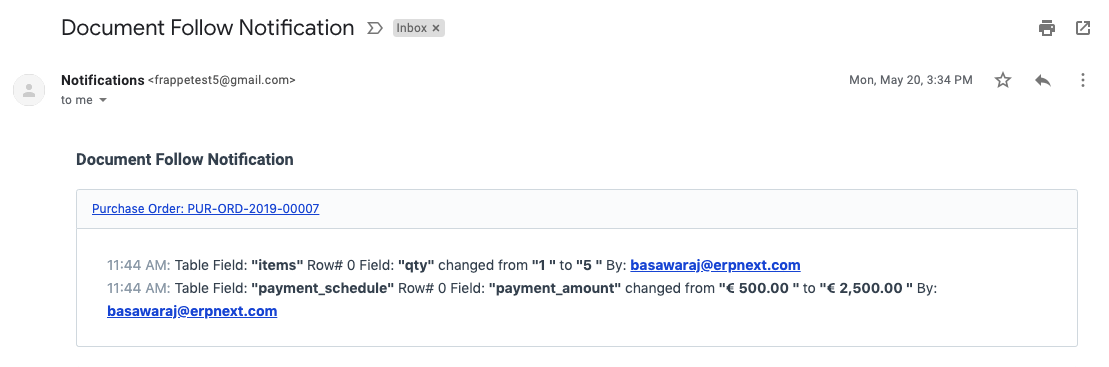 Document Follow Notification Inbox ×
Notifications <frappetest5@gmail.com> Mon, May 20, 3:34 PM
to me
Document Follow Notification
Purchase Order: PUR-ORD-2019-00007
11:44 AM: Table Field: "items" Row# 0 Field: "qty" changed from "1 " to "5 " By: basawaraj@erpnext.com
11:44 AM: Table Field: "payment_schedule" Row# 0 Field: "payment_amount" changed from "€ 500.00 " to "€ 2,500.00 " By:
basawaraj@erpnext.com